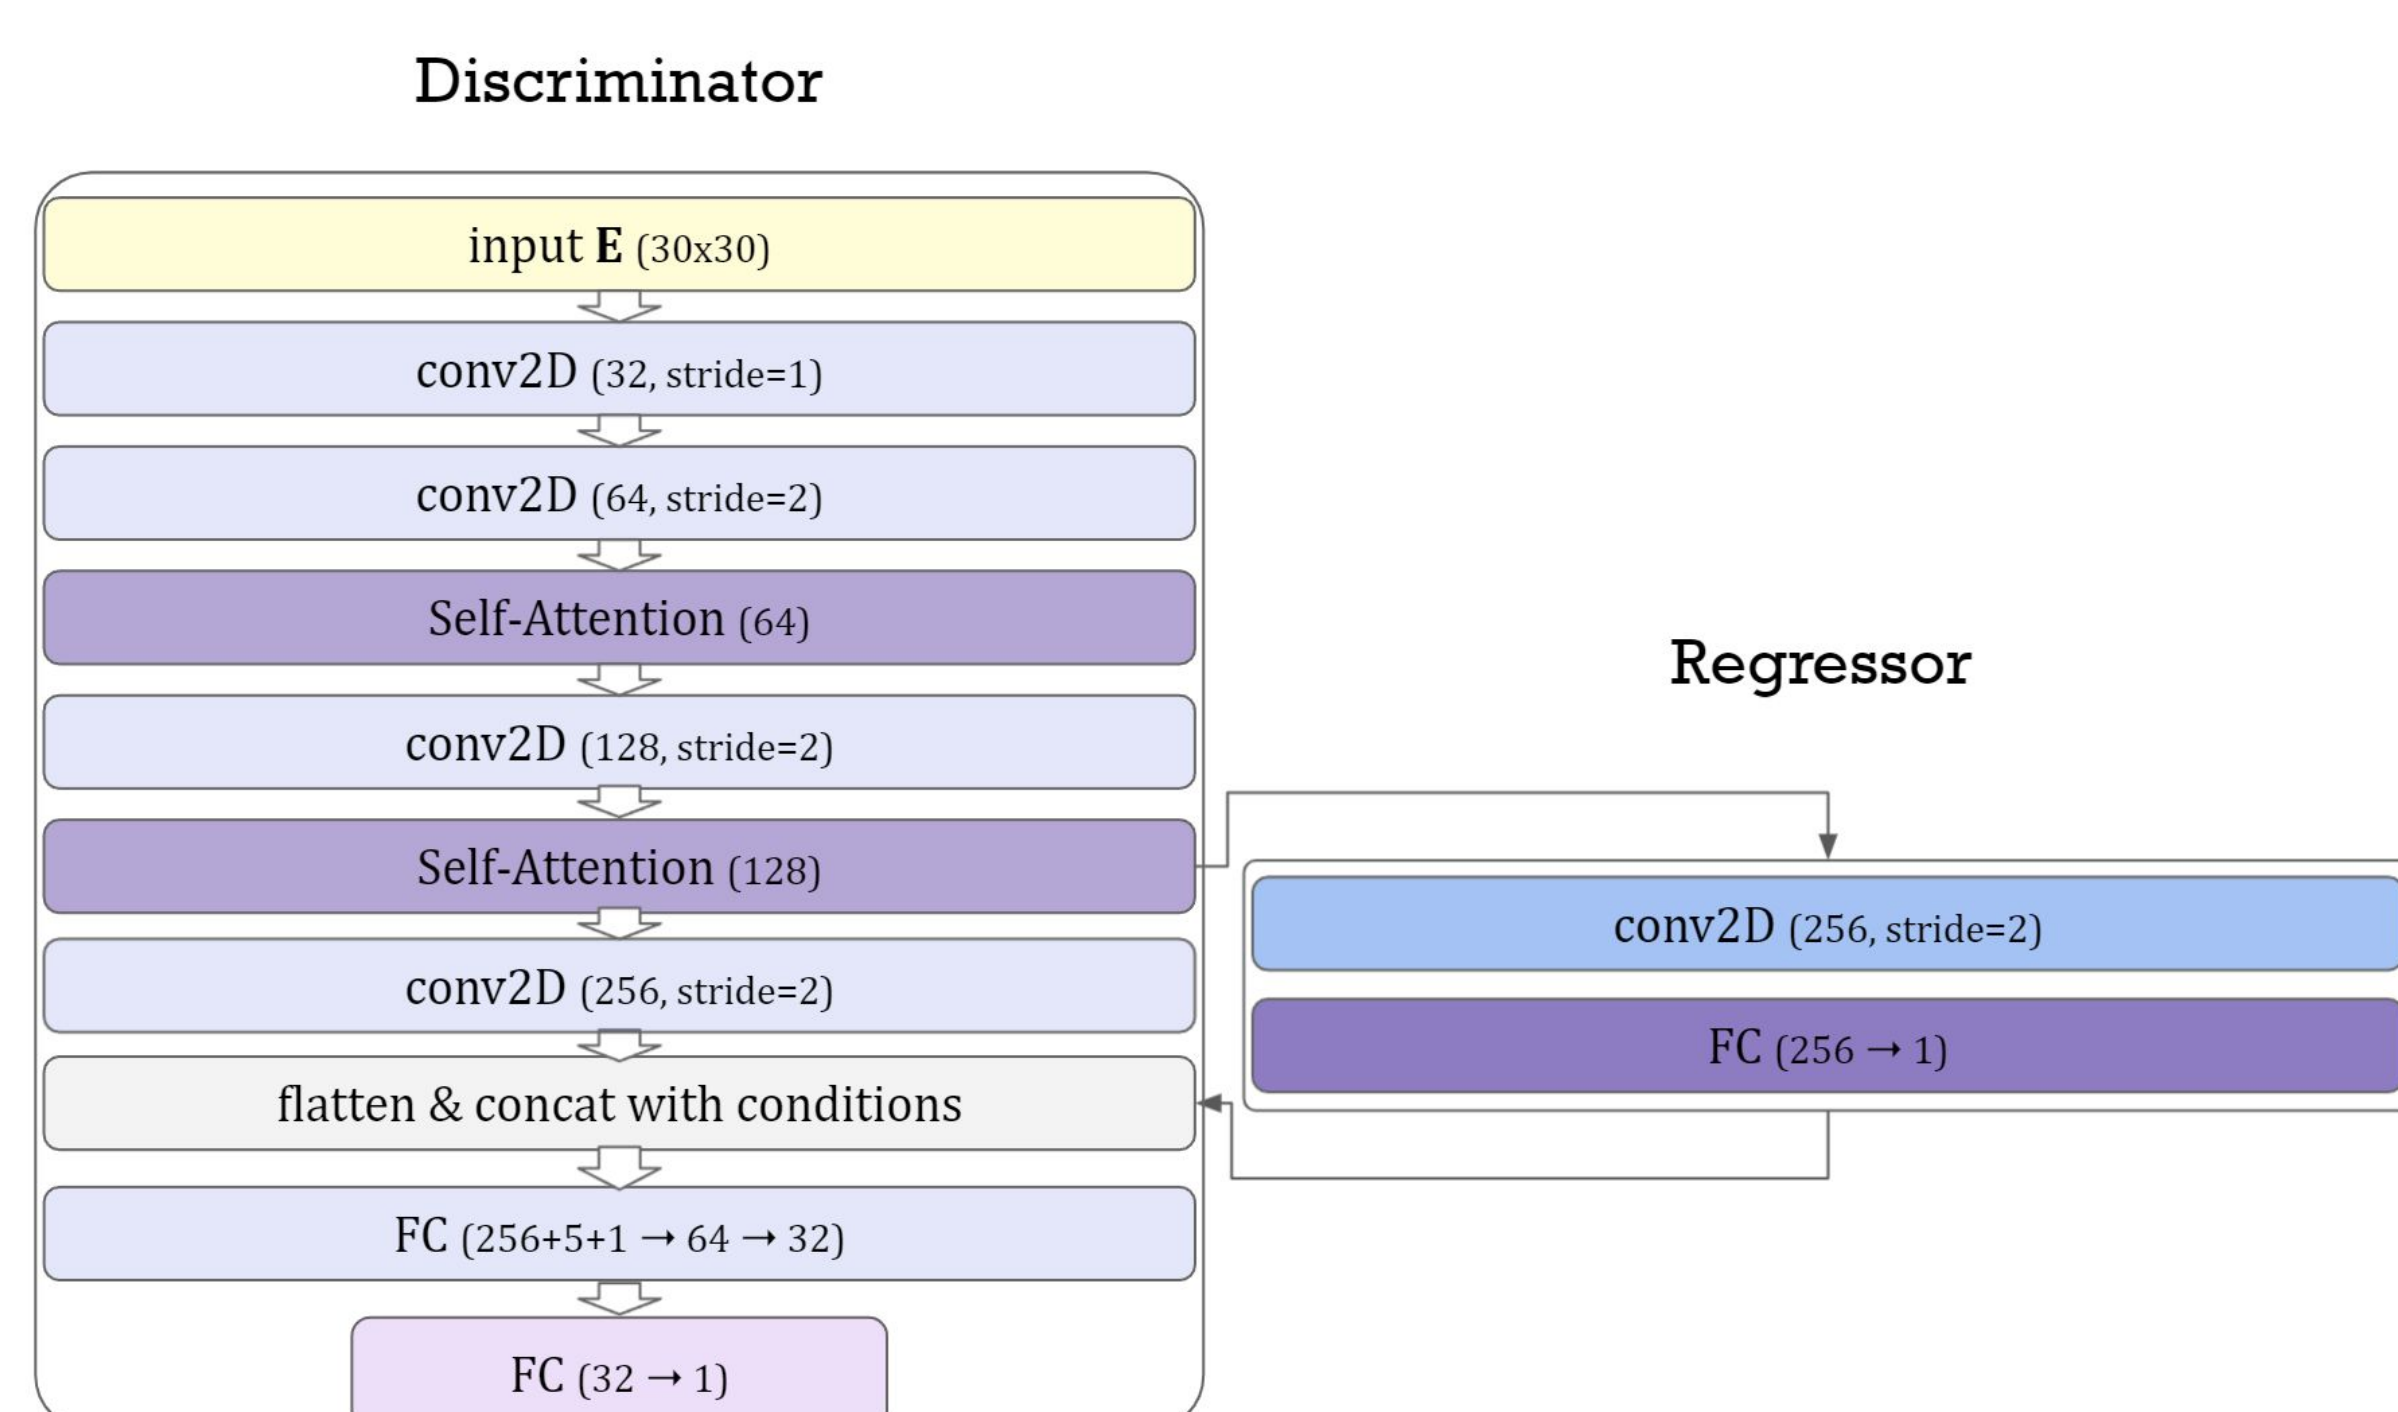 Discriminator
input E (30x30)
conv2D (32, stride=1)
conv2D (64, stride=2)
Self-Attention (64)
conv2D (128, stride=2)
Self-Attention (128)
conv2D (256, stride=2)
flatten & concat with conditions
FC (256+5+1 → 64 → 32)
FC (32 → 1)
Regressor
conv2D (256, stride=2)
FC (256 → 1)